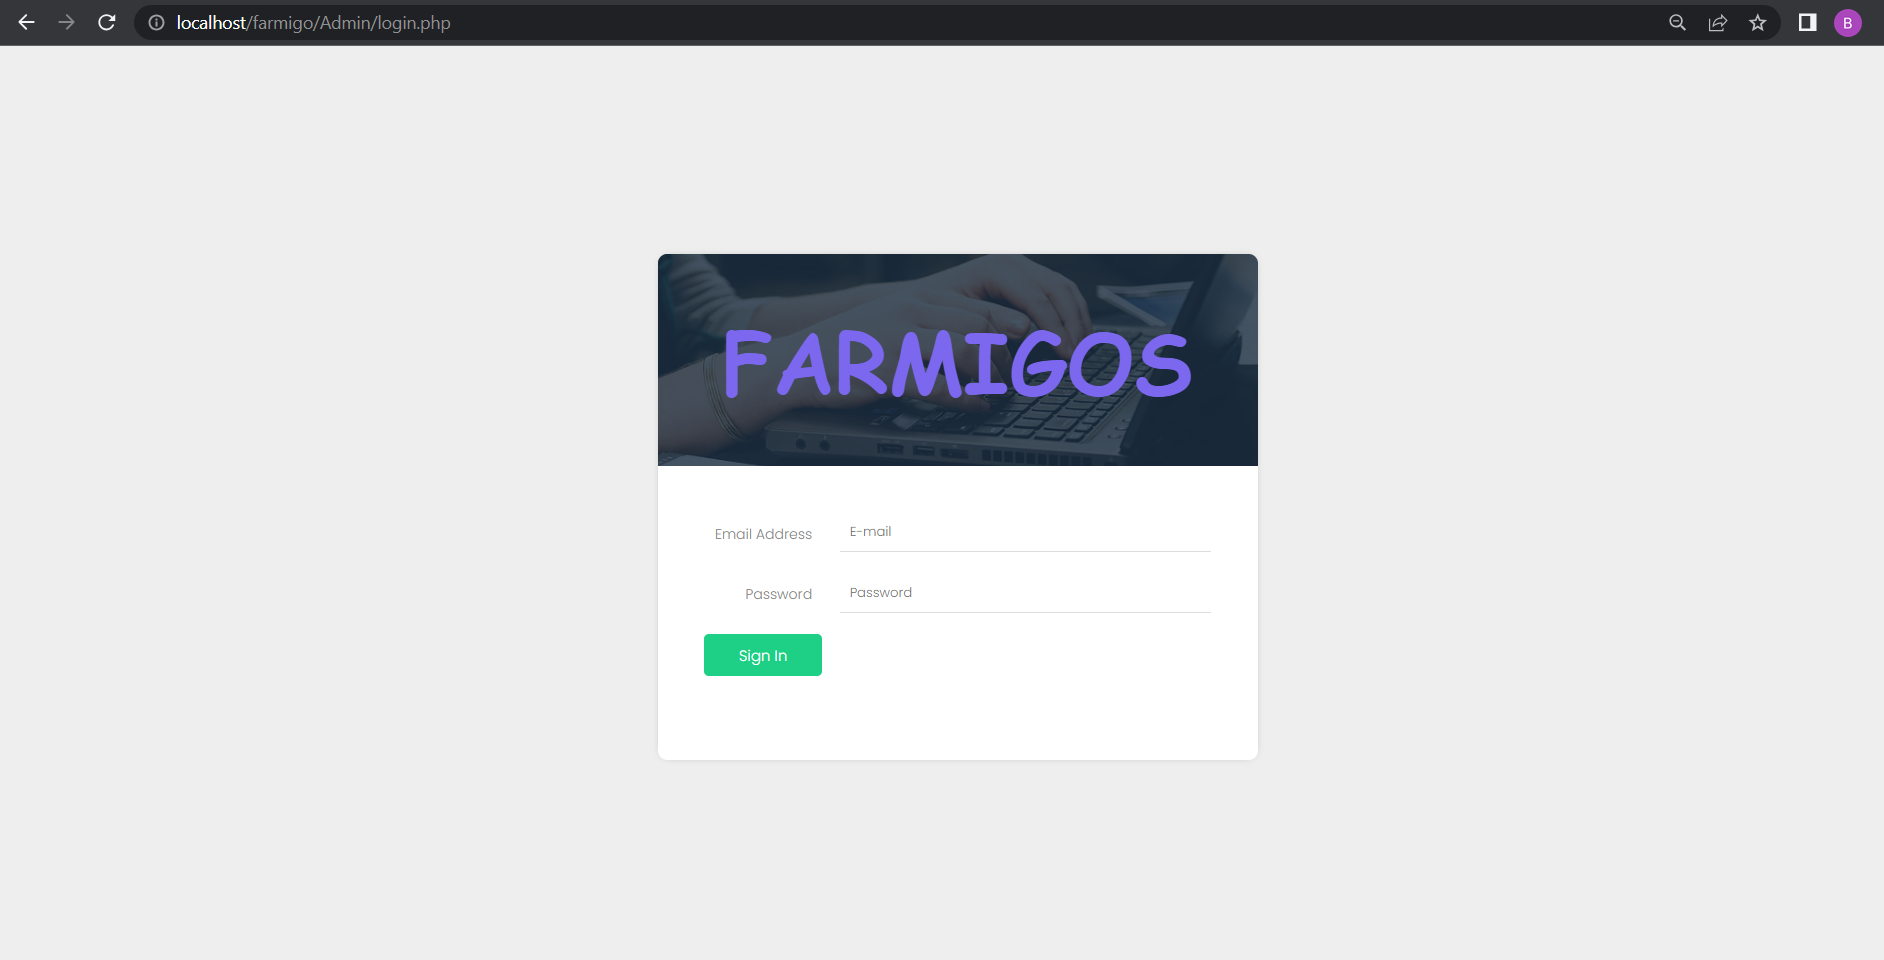 localhost/farmigo/Admin/login.php
B
FARMIGOS
Email Address
E-mail
Password
Password
Sign In